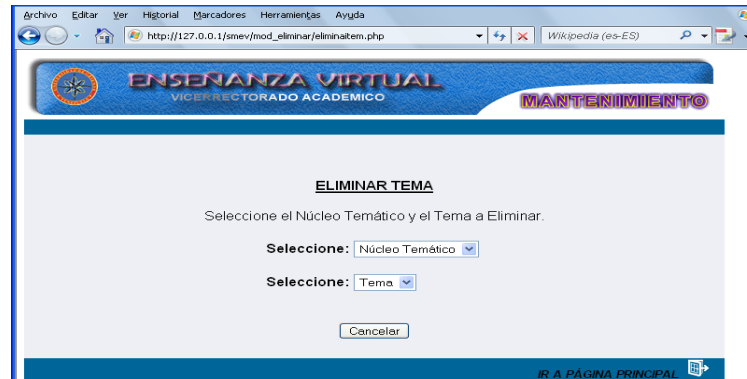 Archivo Editar Ver Historial Marcadores Herramientas Ayuda
http://127.0.0.1/smev/mod_eliminar/eliminaitem.php Wikipedia (es-ES)
ENSEÑANZA VIRTUAL
VICERRECTORADO ACADEMICO
MANTENIMIENTO
ELIMINAR TEMA
Seleccione el Núcleo Temático y el Tema a Eliminar.
Seleccione: Núcleo Temático
Seleccione: Tema
Cancelar
IR A PÁGINA PRINCIPAL